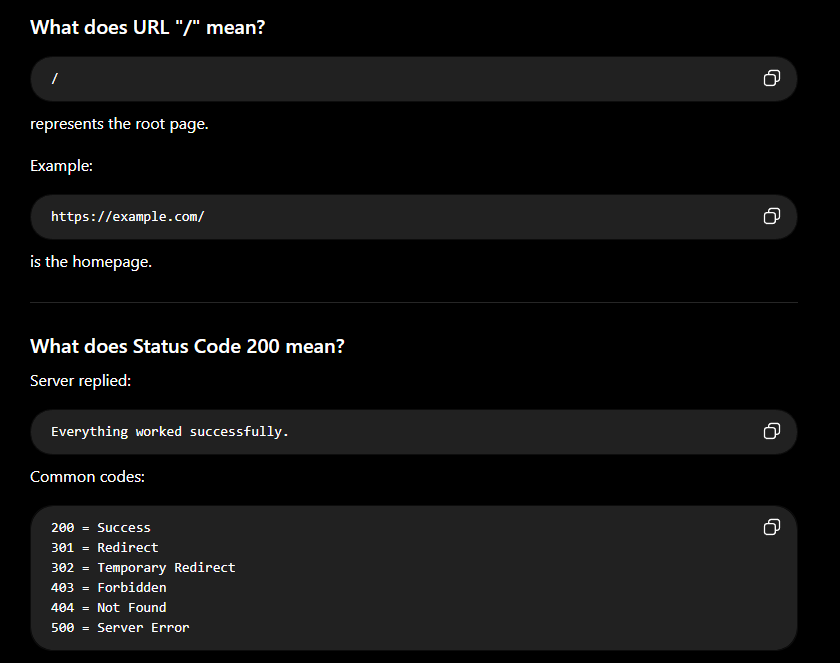 What does URL "/" mean?
/
represents the root page.
Example:
https://example.com/
is the homepage.
What does Status Code 200 mean?
Server replied:
Everything worked successfully.
Common codes:
200 = Success
301 = Redirect
302 = Temporary Redirect
403 = Forbidden
404 = Not Found
500 = Server Error